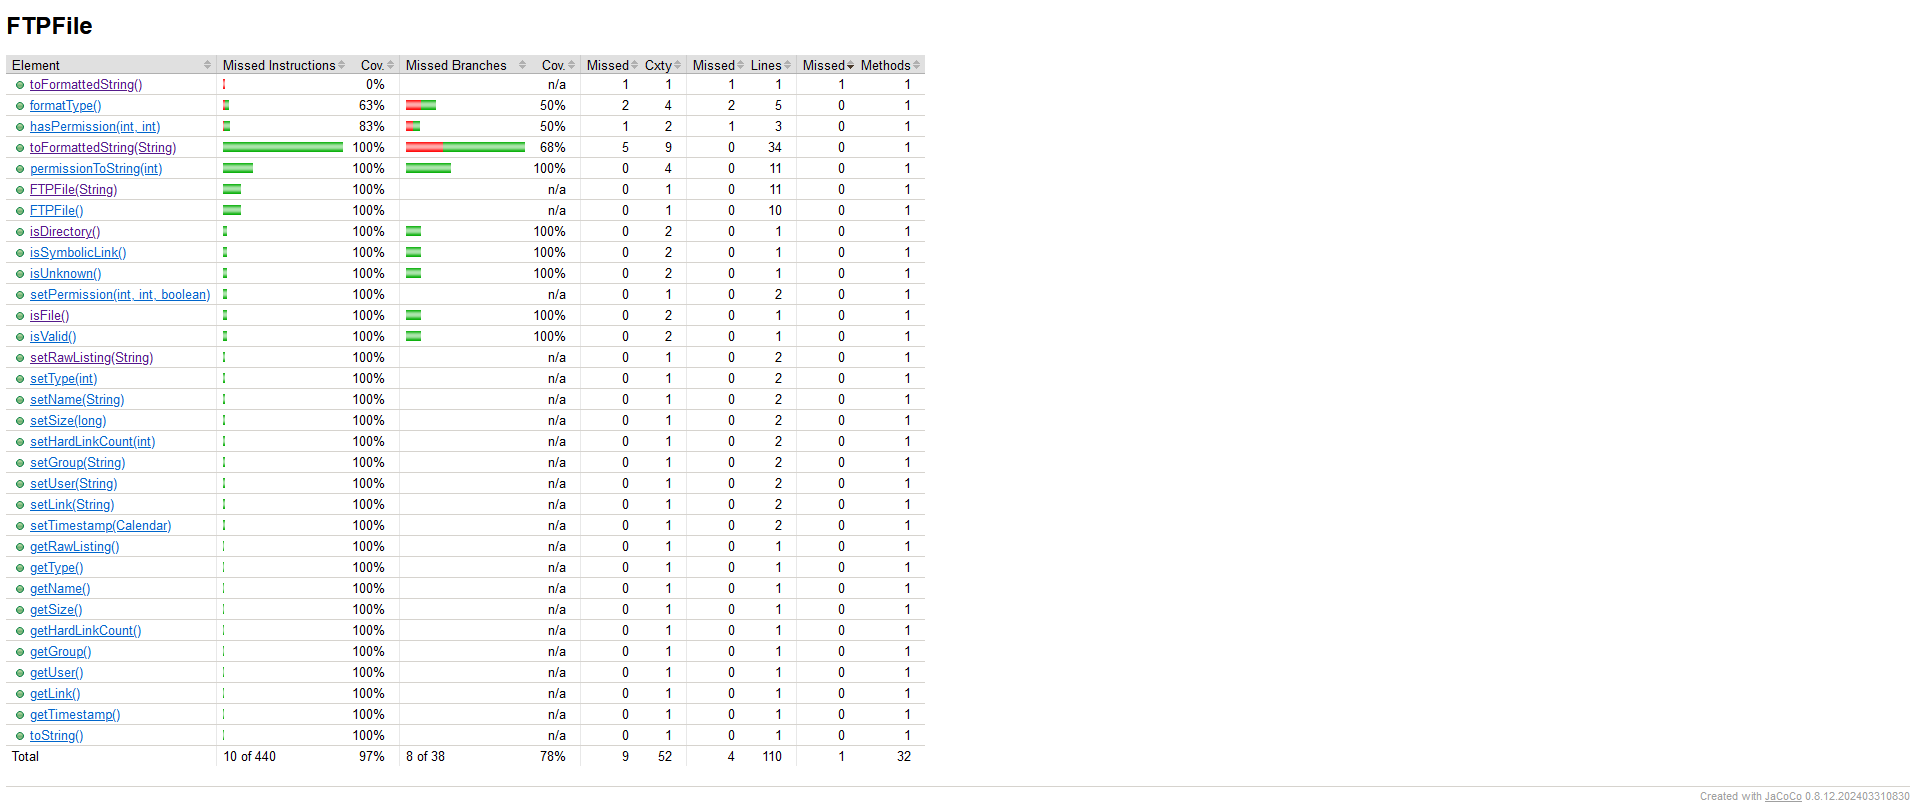 FTPFile
Element Missed Instructions Cov. Missed Branches Cov. Missed Cxty Missed Lines Missed Methods
toFormattedString() 0% n/a 1 1 1 1 1 1
formatType() 63% 50% 2 4 2 5 0 1
hasPermission(int, int) 83% 50% 1 2 1 3 0 1
toFormattedString(String) 100% 68% 5 9 0 34 0 1
permissionToString(int) 100% 100% 0 4 0 11 0 1
FTPFile(String) 100% n/a 0 1 0 11 0 1
FTPFile() 100% n/a 0 1 0 10 0 1
isDirectory() 100% 100% 0 2 0 1 0 1
isSymbolicLink() 100% 100% 0 2 0 1 0 1
isUnknown() 100% 100% 0 2 0 1 0 1
setPermission(int, int, boolean) 100% n/a 0 1 0 2 0 1
isFile() 100% 100% 0 2 0 1 0 1
isValid() 100% 100% 0 2 0 1 0 1
setRawListing(String) 100% n/a 0 1 0 2 0 1
setType(int) 100% n/a 0 1 0 2 0 1
setName(String) 100% n/a 0 1 0 2 0 1
setSize(long) 100% n/a 0 1 0 2 0 1
setHardLinkCount(int) 100% n/a 0 1 0 2 0 1
setGroup(String) 100% n/a 0 1 0 2 0 1
setUser(String) 100% n/a 0 1 0 2 0 1
setLink(String) 100% n/a 0 1 0 2 0 1
setTimestamp(Calendar) 100% n/a 0 1 0 2 0 1
getRawListing() 100% n/a 0 1 0 1 0 1
getType() 100% n/a 0 1 0 1 0 1
getName() 100% n/a 0 1 0 1 0 1
getSize() 100% n/a 0 1 0 1 0 1
getHardLinkCount() 100% n/a 0 1 0 1 0 1
getGroup() 100% n/a 0 1 0 1 0 1
getUser() 100% n/a 0 1 0 1 0 1
getLink() 100% n/a 0 1 0 1 0 1
getTimestamp() 100% n/a 0 1 0 1 0 1
toString() 100% n/a 0 1 0 1 0 1
Total 10 of 440 97% 8 of 38 78% 9 52 4 110 1 32
Created with JaCoCo 0.8.12.202403310830